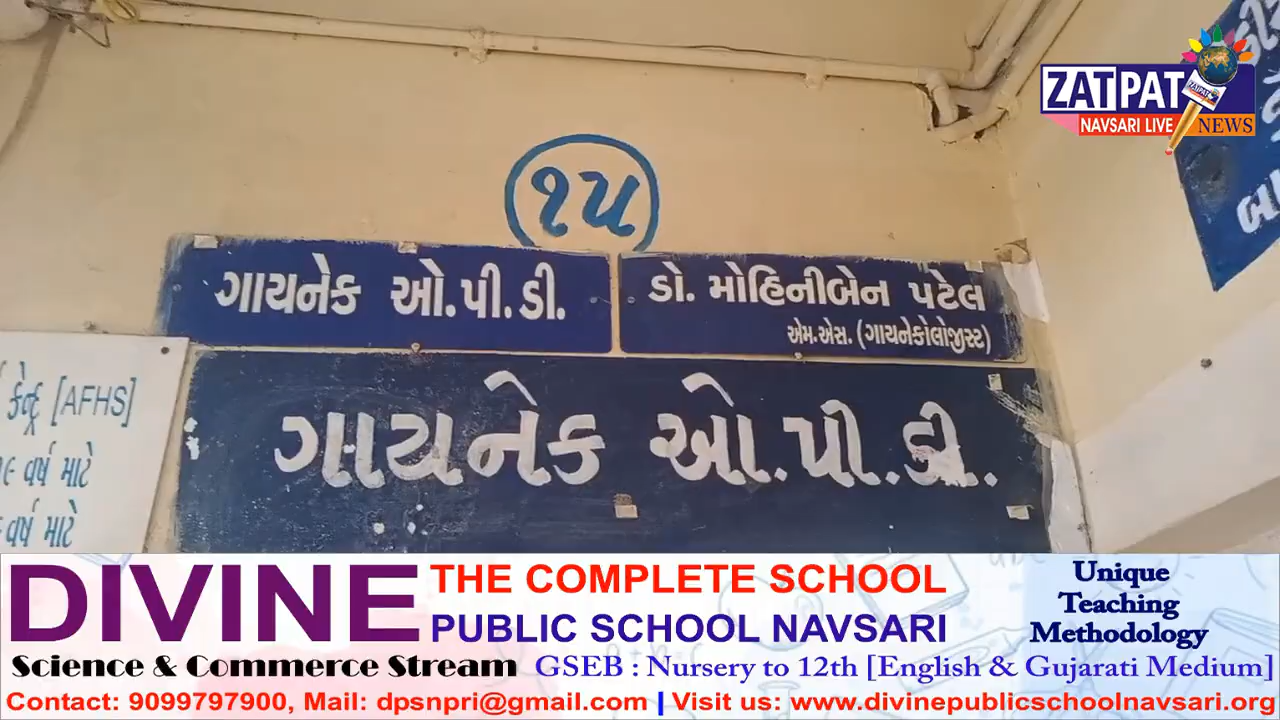 ZATPAT
NAVSARI LIVE NEWS
૧૫
ગાયનેક ઓ.પી.ડી.
ડો. મોહિનીબેન પટેલ
એમ.એસ. (ગાયનેકોલોજીસ્ટ)
ગાયનેક ઓ.પી.ડી.
[AFHS]
વર્ષ માટે
વર્ષ માટે
DIVINE THE COMPLETE SCHOOL
PUBLIC SCHOOL NAVSARI
Unique
Teaching
Methodology
Science & Commerce Stream GSEB : Nursery to 12th [English & Gujarati Medium]
Contact: 9099797900, Mail: dpsnpri@gmail.com | Visit us: www.divinepublicschoolnavsari.org